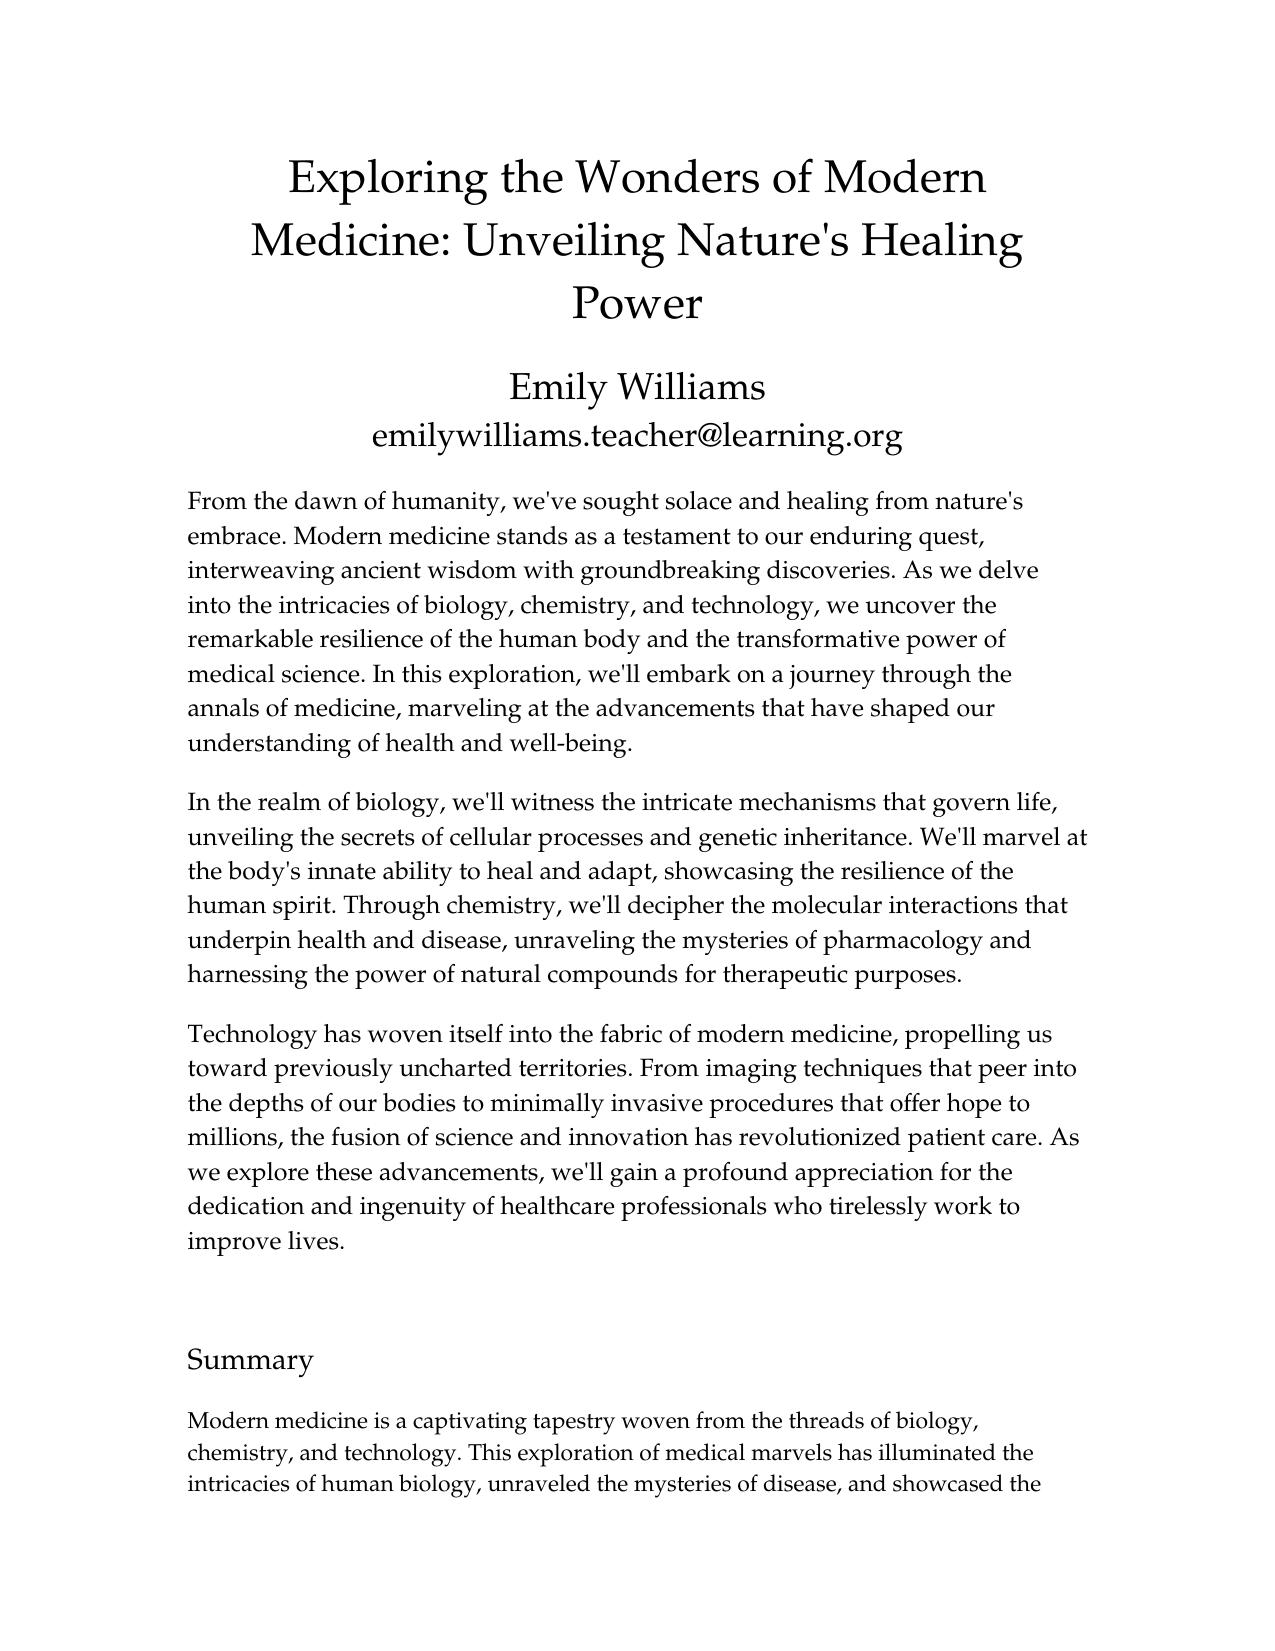 Exploring the Wonders of Modern
Medicine: Unveiling Nature's Healing
Power
Emily Williams
emilywilliams.teacher@learning.org
From the dawn of humanity, we've sought solace and healing from nature's
embrace. Modern medicine stands as a testament to our enduring quest,
interweaving ancient wisdom with groundbreaking discoveries. As we delve
into the intricacies of biology, chemistry, and technology, we uncover the
remarkable resilience of the human body and the transformative power of
medical science. In this exploration, we'll embark on a journey through the
annals of medicine, marveling at the advancements that have shaped our
understanding of health and well-being.
In the realm of biology, we'll witness the intricate mechanisms that govern life,
unveiling the secrets of cellular processes and genetic inheritance. We'll marvel at
the body's innate ability to heal and adapt, showcasing the resilience of the
human spirit. Through chemistry, we'll decipher the molecular interactions that
underpin health and disease, unraveling the mysteries of pharmacology and
harnessing the power of natural compounds for therapeutic purposes.
Technology has woven itself into the fabric of modern medicine, propelling us
toward previously uncharted territories. From imaging techniques that peer into
the depths of our bodies to minimally invasive procedures that offer hope to
millions, the fusion of science and innovation has revolutionized patient care. As
we explore these advancements, we'll gain a profound appreciation for the
dedication and ingenuity of healthcare professionals who tirelessly work to
improve lives.
Summary
Modern medicine is a captivating tapestry woven from the threads of biology,
chemistry, and technology. This exploration of medical marvels has illuminated the
intricacies of human biology, unraveled the mysteries of disease, and showcased the